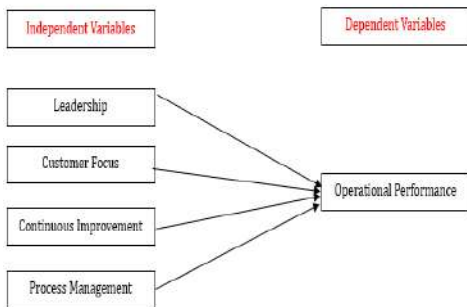 Independent Variables
Dependent Variables
Leadership
Customer Focus
Operational Performance
Continuous Improvement
Process Management